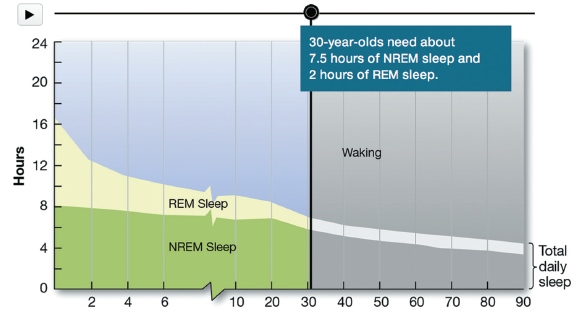 30-year-olds need about
7.5 hours of NREM sleep and
2 hours of REM sleep.
24
20
16
12
8
4
0
Hours
Waking
REM Sleep
NREM Sleep
Total
daily
sleep
2 4 6 10 20 30 40 50 60 70 80 90